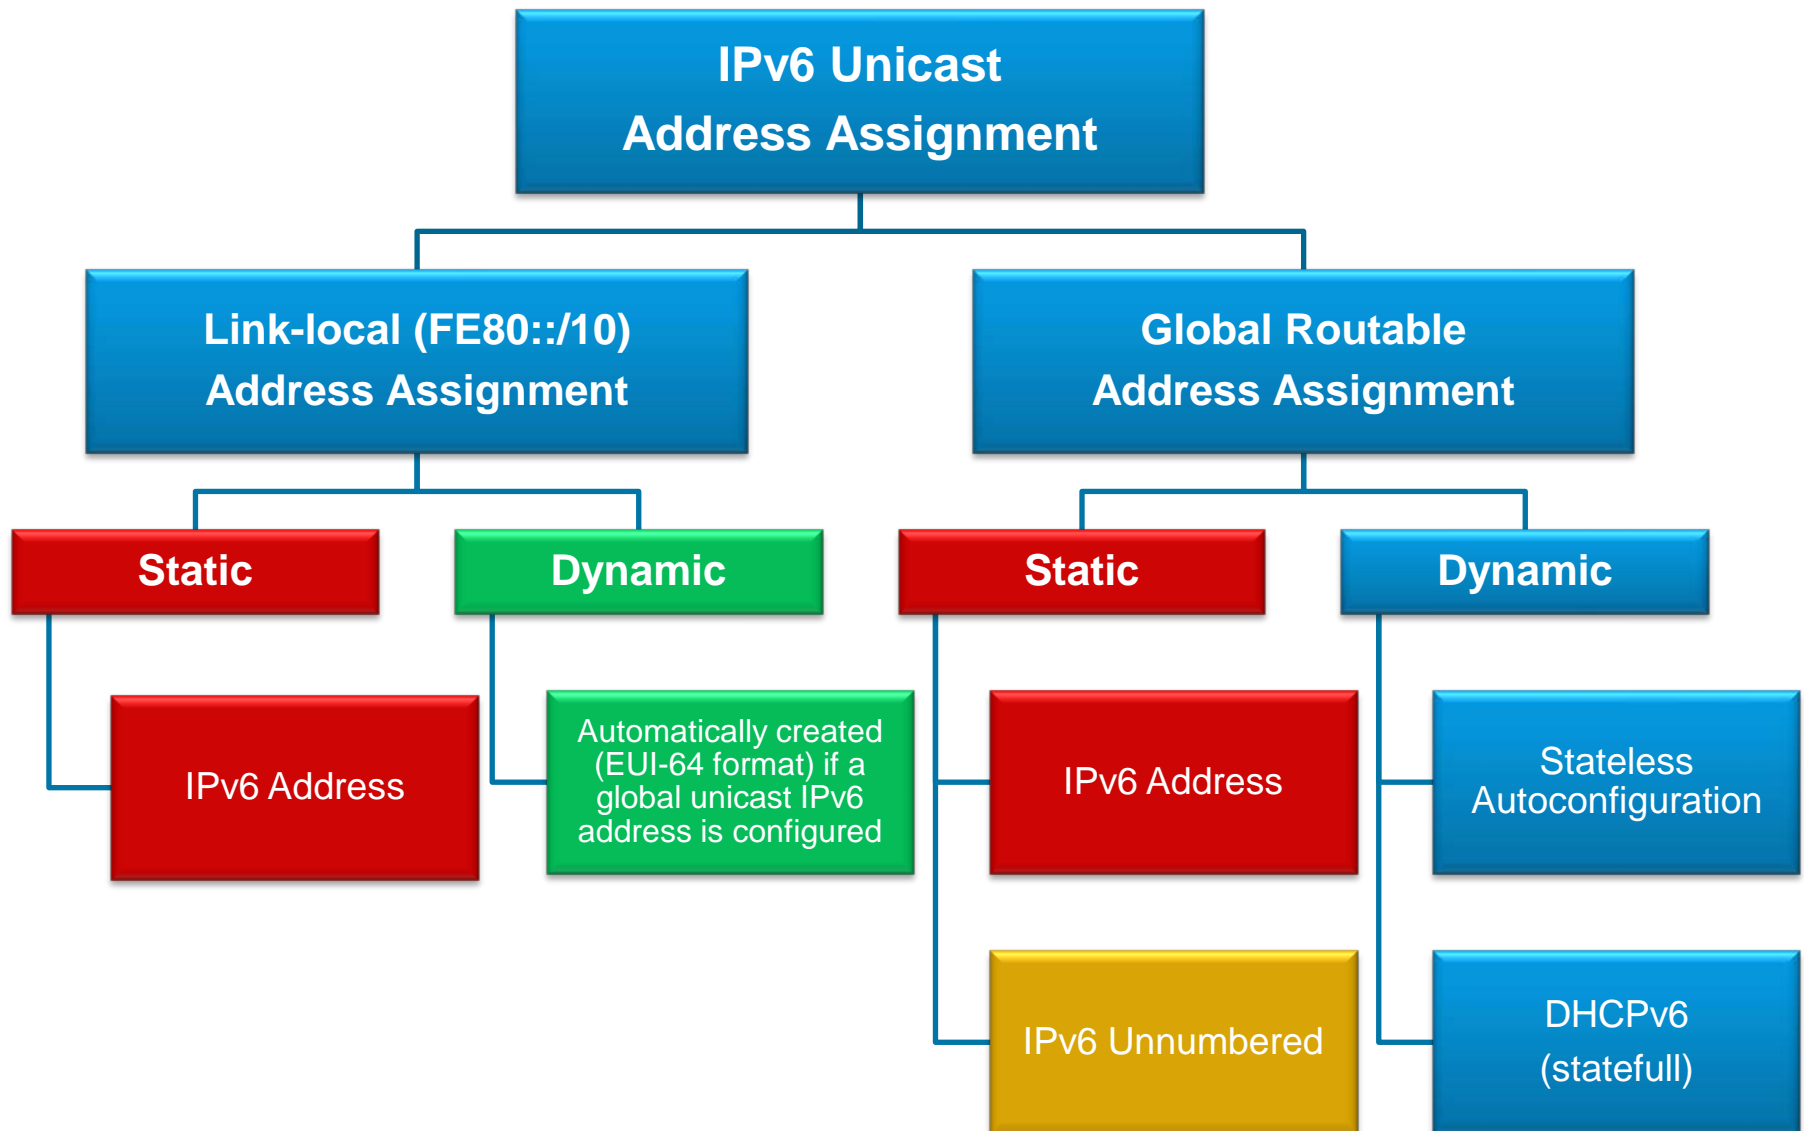 IPv6 Unicast
Address Assignment
Link-local (FE80::/10)
Address Assignment
Global Routable
Address Assignment
Static
Dynamic
Static
Dynamic
IPv6 Address
Automatically created
(EUI-64 format) if a
global unicast IPv6
address is configured
IPv6 Address
Stateless
Autoconfiguration
IPv6 Unnumbered
DHCPv6
(statefull)